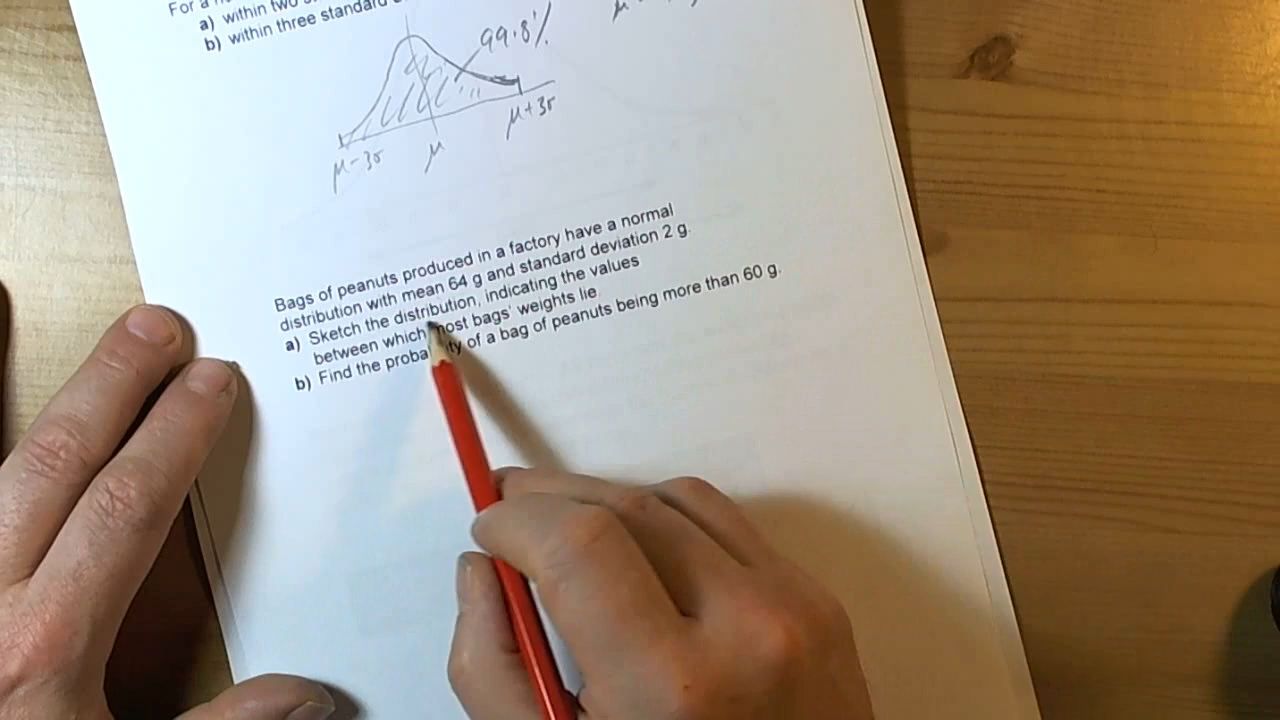 For a
a) within two
b) within three standard
99.8%
μ-3σ
μ
μ+3σ
Bags of peanuts produced in a factory have a normal
distribution with mean 64 g and standard deviation 2 g.
a) Sketch the distribution, indicating the values
between which most bags' weights lie
b) Find the of a bag of peanuts being more than 60 g.